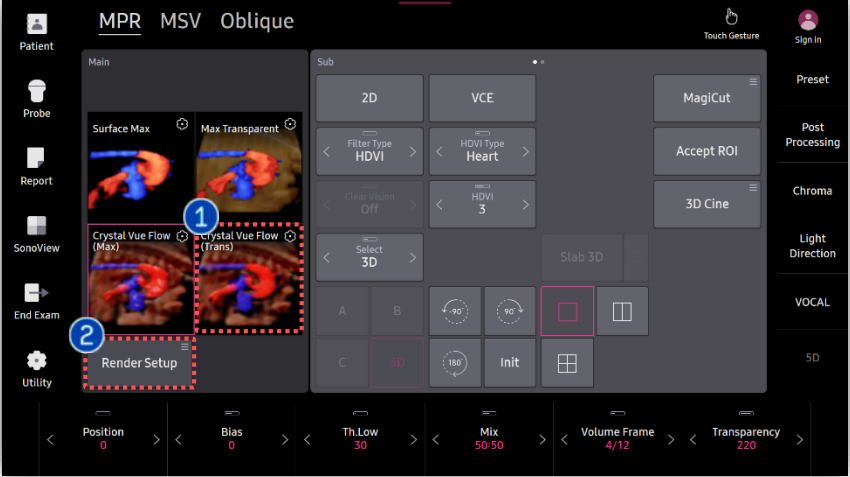 MPR MSV Oblique
Touch Gesture
Sign In
Patient
Probe
Report
SonoView
End Exam
Utility
Main
Surface Max
Max Transparent
1
Crystal Vue Flow
(Max)
Crystal Vue Flow
(Trans)
2
Render Setup
Sub
2D
VCE
MagiCut
Filter Type
HDVI
HDVI Type
Heart
Accept ROI
Clear Vision
Off
HDVI
3
3D Cine
Select
3D
Slab 3D
A
B
-90°
90°
C
3D
180°
Init
Preset
Post
Processing
Chroma
Light
Direction
VOCAL
5D
Position
0
Bias
0
Th.Low
30
Mix
50:50
Volume Frame
4/12
Transparency
220